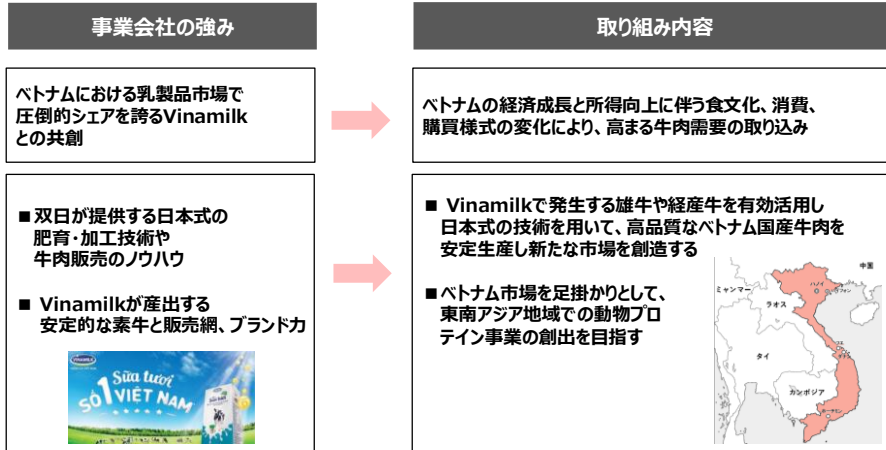 事業会社の強み
取り組み内容
ベトナムにおける乳製品市場で
圧倒的シェアを誇るVinamilk
との共創
ベトナムの経済成長と所得向上に伴う食文化、消費、
購買様式の変化により、高まる牛肉需要の取り込み
■ 双日が提供する日本式の
肥育・加工技術や
牛肉販売のノウハウ
■ Vinamilkが産出する
安定的な素牛と販売網、ブランド力
VINAMILK
Sữa tươi
SỐ 1 VIỆT NAM
■ Vinamilkで発生する雄牛や経産牛を有効活用し
日本式の技術を用いて、高品質なベトナム国産牛肉を
安定生産し新たな市場を創造する
■ベトナム市場を足掛かりとして、
東南アジア地域での動物プロ
テイン事業の創出を目指す
中国
ミャンマー
ハノイ
ラオス
タイ
カンボジア